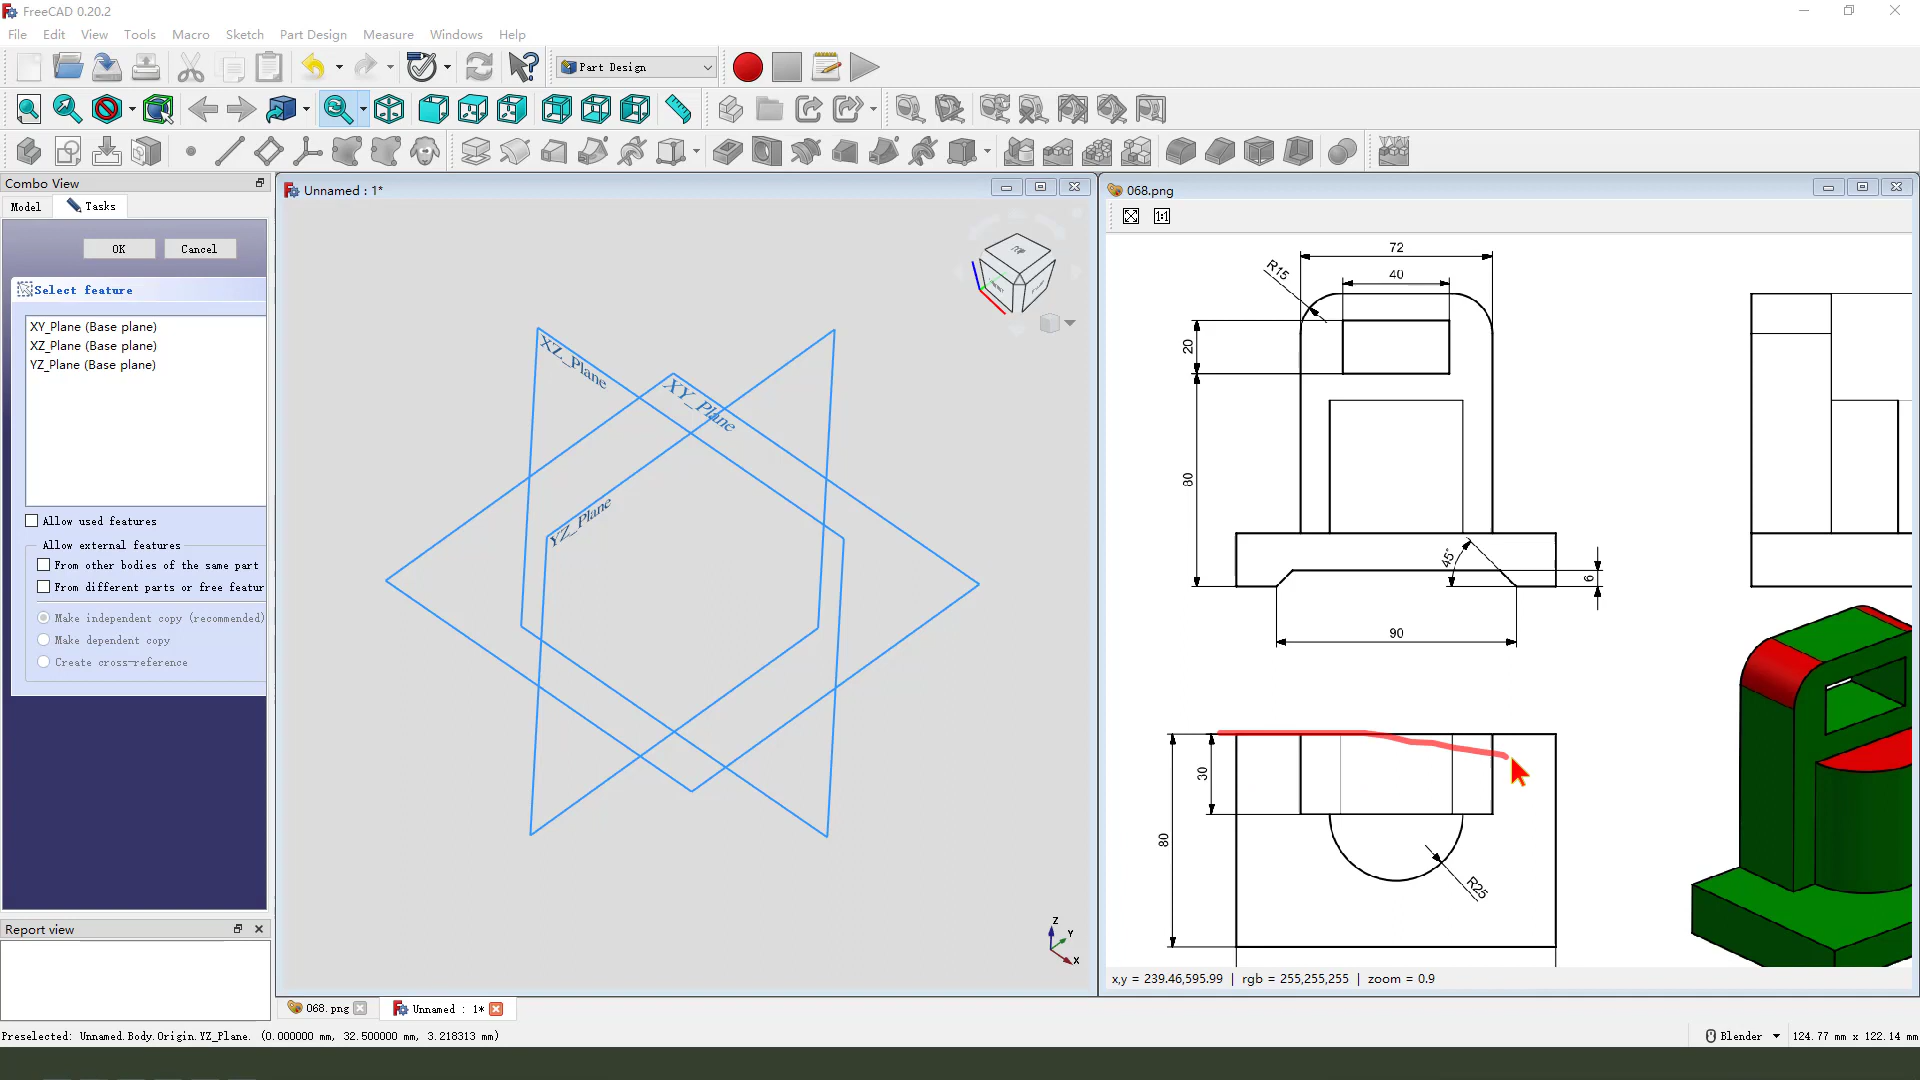 FreeCAD 0.20.2
File Edit View Tools Macro Sketch Part Design Measure Windows Help
Part Design
Combo View
Model Tasks
OK Cancel
Select feature
XY_Plane (Base plane)
XZ_Plane (Base plane)
YZ_Plane (Base plane)
Allow used features
Allow external features
From other bodies of the same part
From different parts or free featur
Make independent copy (recommended)
Make dependent copy
Create cross-reference
Report view
Unnamed : 1*
TOP
XZ_Plane
XY_Plane
YZ_Plane
Z
Y
X
068.png
1:1
72
40
R15
20
80
45°
6
90
30
80
R25
x,y = 239.46,595.99 | rgb = 255,255,255 | zoom = 0.9
068.png Unnamed : 1*
Preselected: Unnamed.Body.Origin.YZ_Plane. (0.000000 mm, 32.500000 mm, 3.218313 mm)
Blender 124.77 mm x 122.14 mm